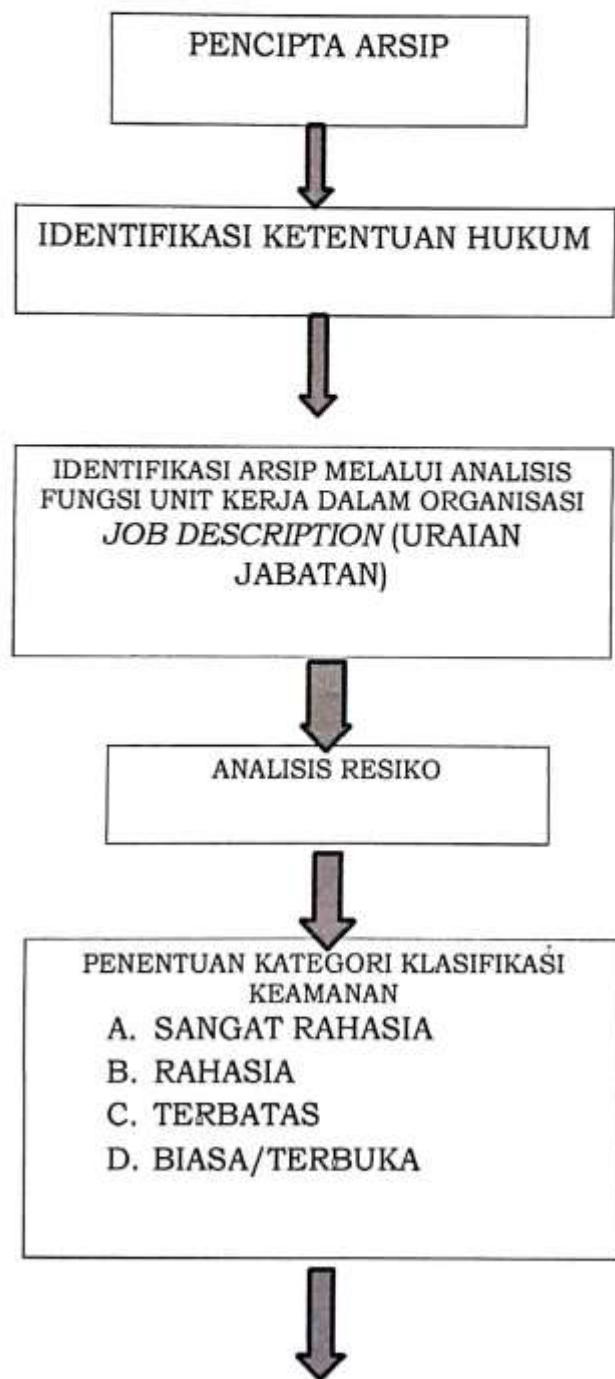 PENCIPTA ARSIP
IDENTIFIKASI KETENTUAN HUKUM
IDENTIFIKASI ARSIP MELALUI ANALISIS
FUNGSI UNIT KERJA DALAM ORGANISASI
JOB DESCRIPTION (URAIAN
JABATAN)
ANALISIS RESIKO
PENENTUAN KATEGORI KLASIFIKASI
KEAMANAN
A. SANGAT RAHASIA
B. RAHASIA
C. TERBATAS
D. BIASA/TERBUKA